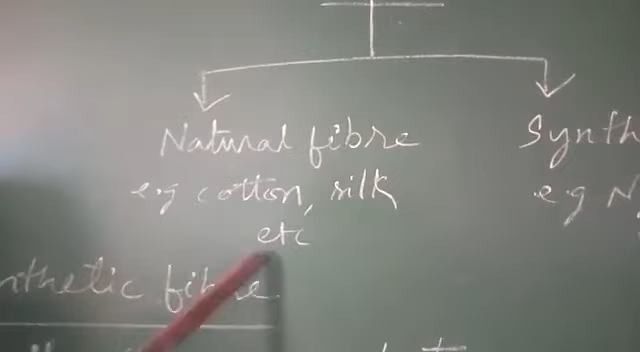 Natural fibre
e.g cotton, silk
etc
Synth
e.g N
nthetic fibre